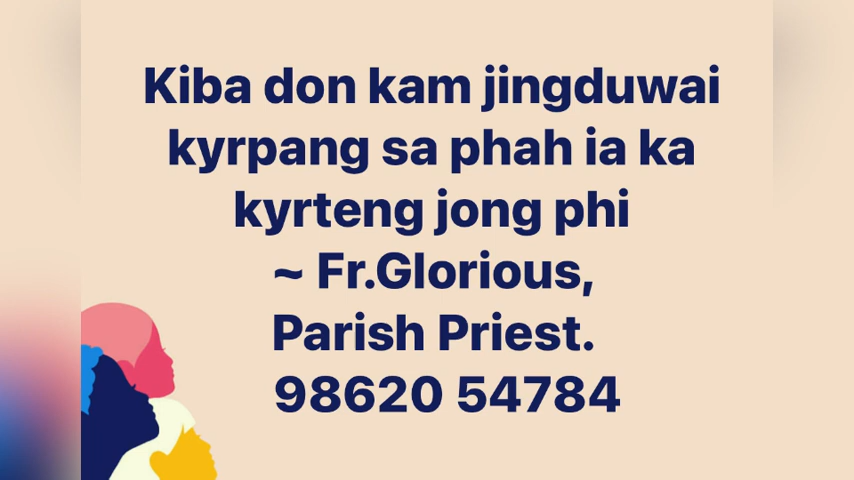 Kiba don kam jingduwai
kyrpang sa phah ia ka
kyrteng jong phi
~ Fr.Glorious,
Parish Priest.
98620 54784